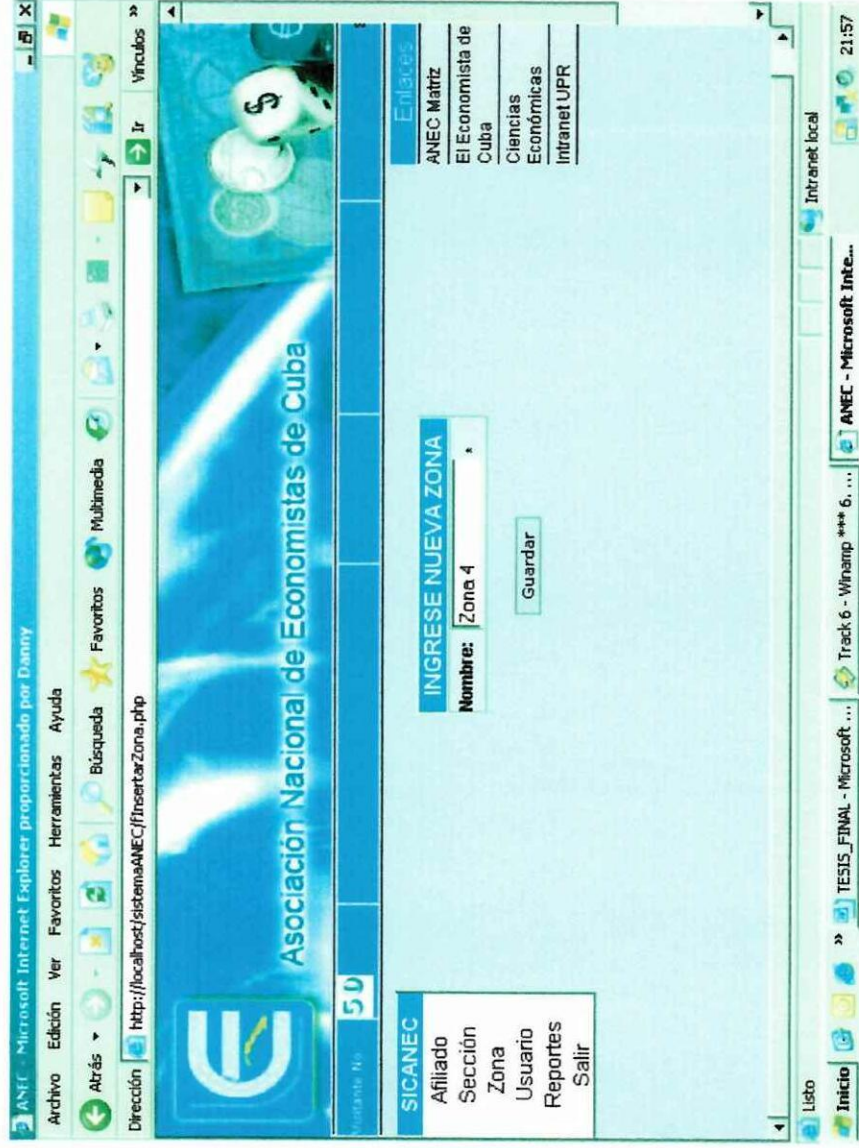 ANEC - Microsoft Internet Explorer proporcionado por Danny
Archivo Edición Ver Favoritos Herramientas Ayuda
Atrás Búsqueda Favoritos Multimedia
Dirección http://localhost/sistemaANEC/fInsertarZona.php Ir Vínculos »
Asociación Nacional de Economistas de Cuba
$
Visitante No. 50
SICANEC
Afiliado
Sección
Zona
Usuario
Reportes
Salir
INGRESE NUEVA ZONA
Nombre: Zona 4 *
Guardar
Enlaces
ANEC Matriz
El Economista de
Cuba
Ciencias
Económicas
Intranet UPR
Listo Intranet local
Inicio » TESIS_FINAL - Microsoft ... Track 6 - Winamp *** 6. ... ANEC - Microsoft Inte... 21:57